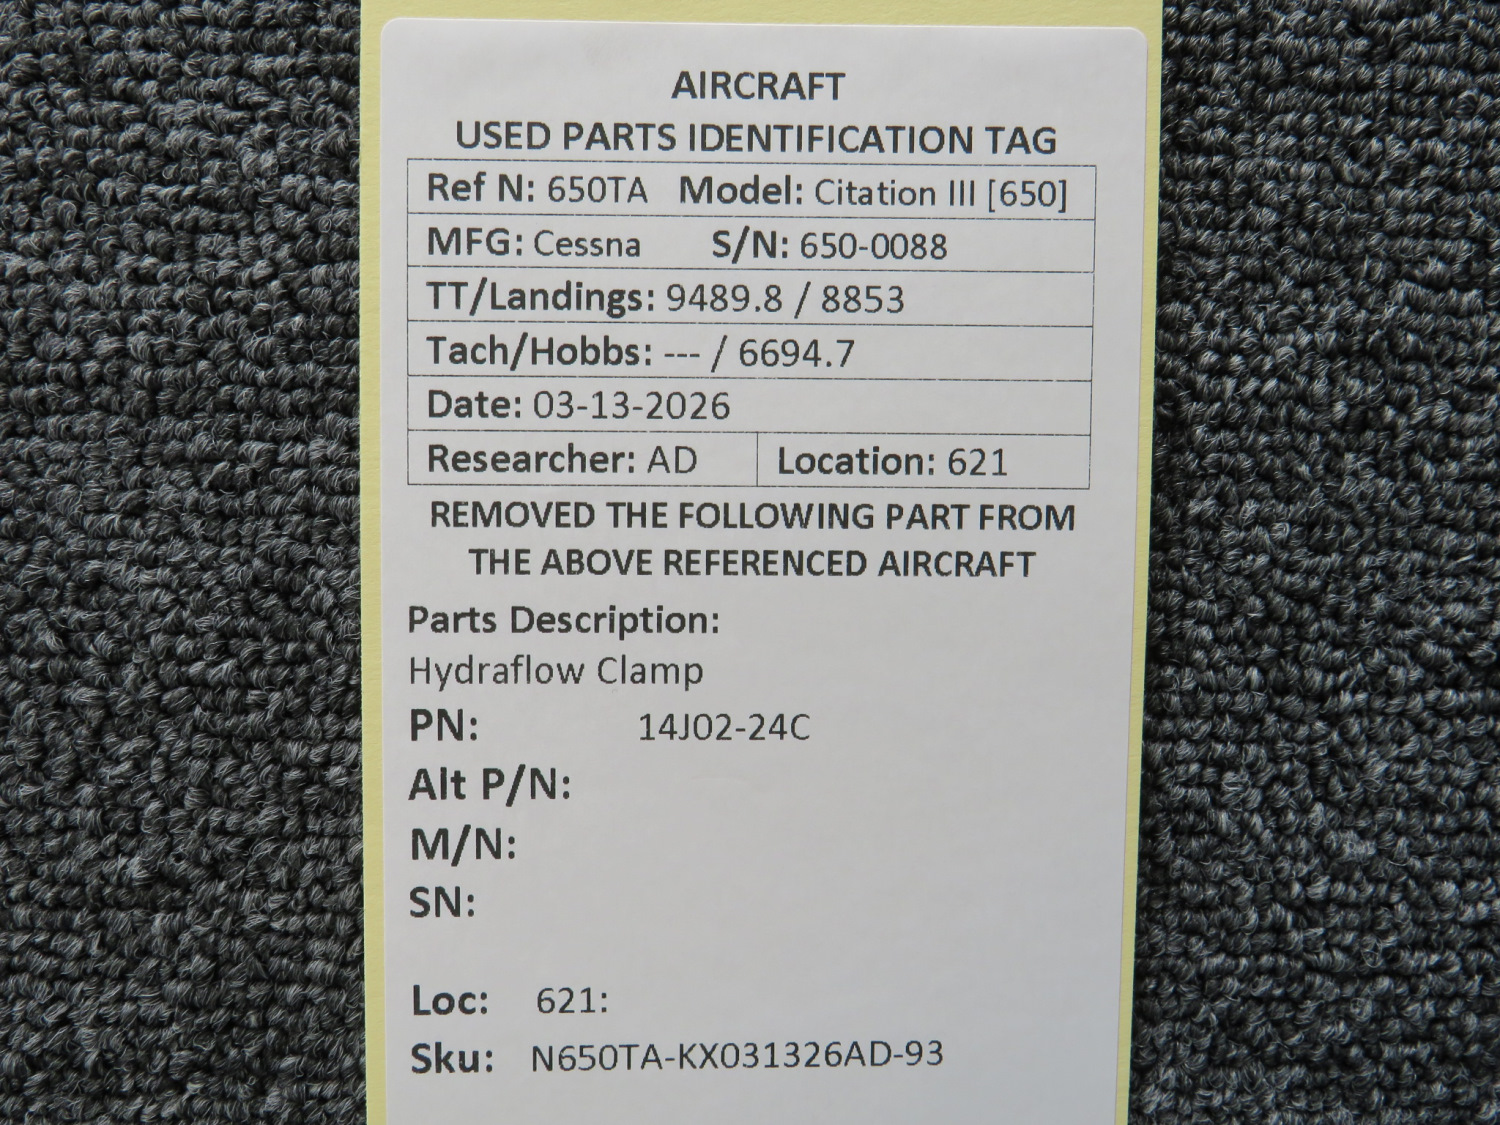 AIRCRAFT
USED PARTS IDENTIFICATION TAG
Ref N: 650TA Model: Citation III [650]
MFG: Cessna S/N: 650-0088
TT/Landings: 9489.8 / 8853
Tach/Hobbs: --- / 6694.7
Date: 03-13-2026
Researcher: AD Location: 621
REMOVED THE FOLLOWING PART FROM
THE ABOVE REFERENCED AIRCRAFT
Parts Description:
Hydraflow Clamp
PN: 14J02-24C
Alt P/N:
M/N:
SN:
Loc: 621:
Sku: N650TA-KX031326AD-93